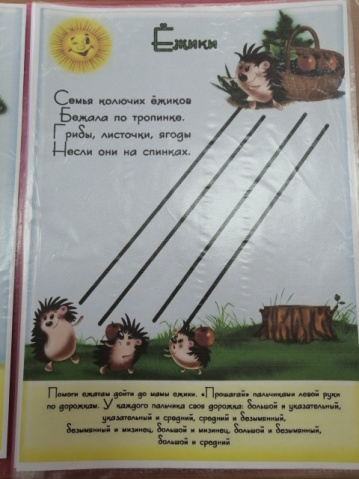 Ёжики
Семья колючих ёжиков
Бежала по тропинке.
Грибы, листочки, ягоды
Несли они на спинках.
Помоги ежатам дойти до мамы ежихи. «Прошагай» пальчиками левой руки
по дорожкам. У каждого пальчика своя дорожка: большой и указательный,
указательный и средний, средний и безымянный,
безымянный и мизинец, большой и мизинец, большой и безымянный,
большой и средний